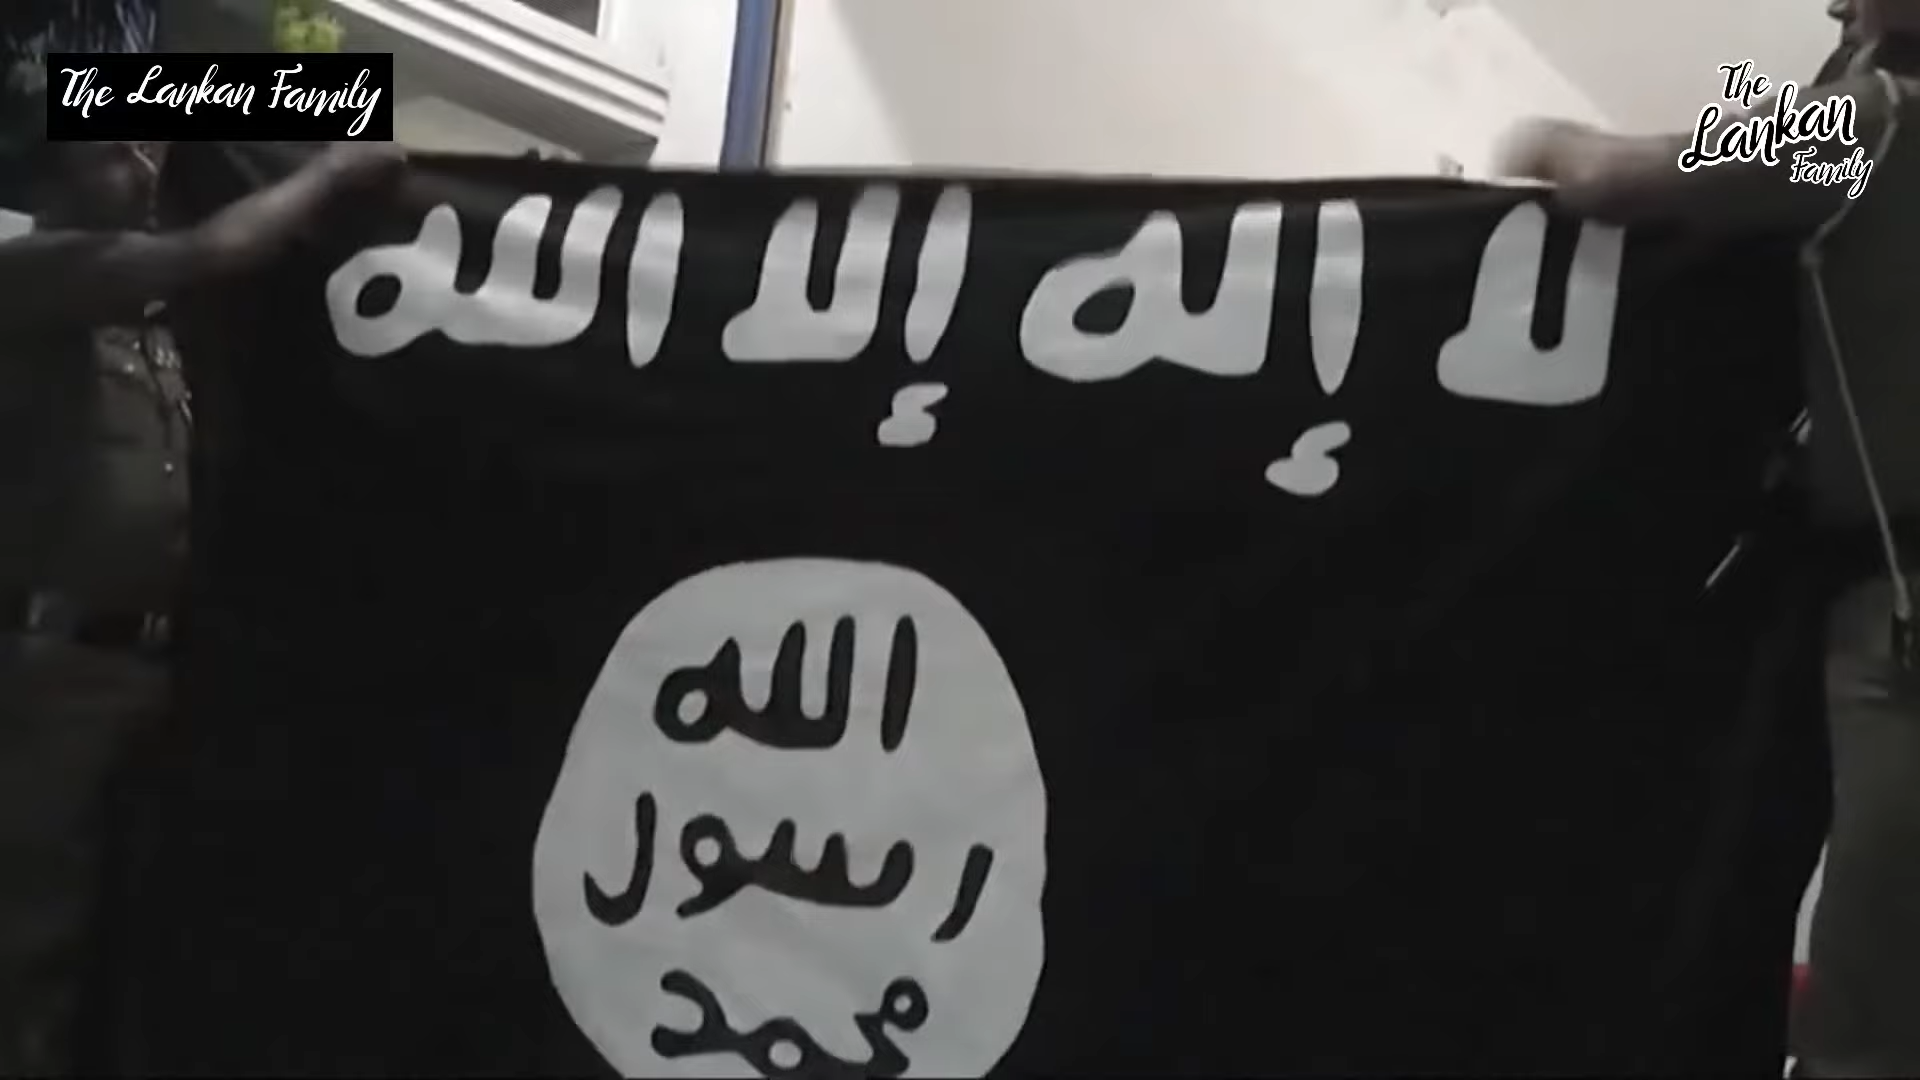 The Lankan Family
The
Lankan
Family
لا إله إلا الله
الله
رسول
محمد